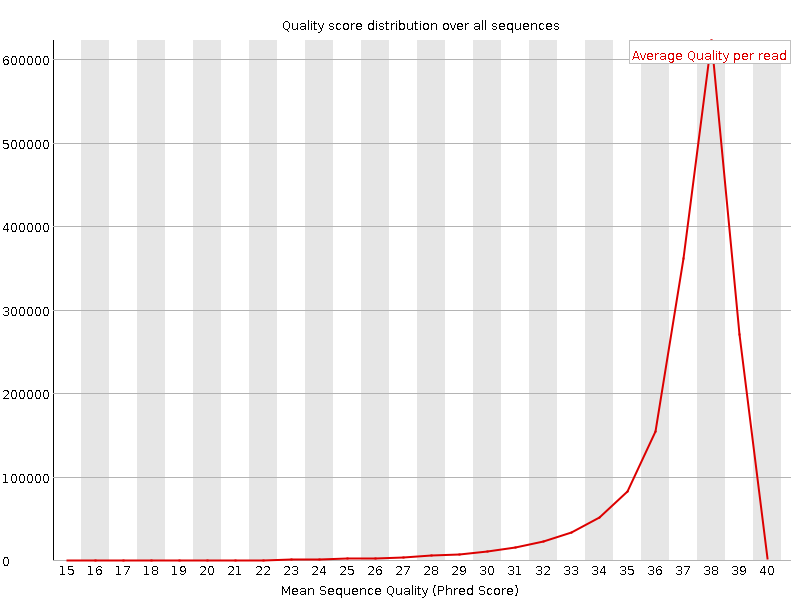 Quality score distribution over all sequences
Average Quality per read
600000
500000
400000
300000
200000
100000
0
15 16 17 18 19 20 21 22 23 24 25 26 27 28 29 30 31 32 33 34 35 36 37 38 39 40
Mean Sequence Quality (Phred Score)